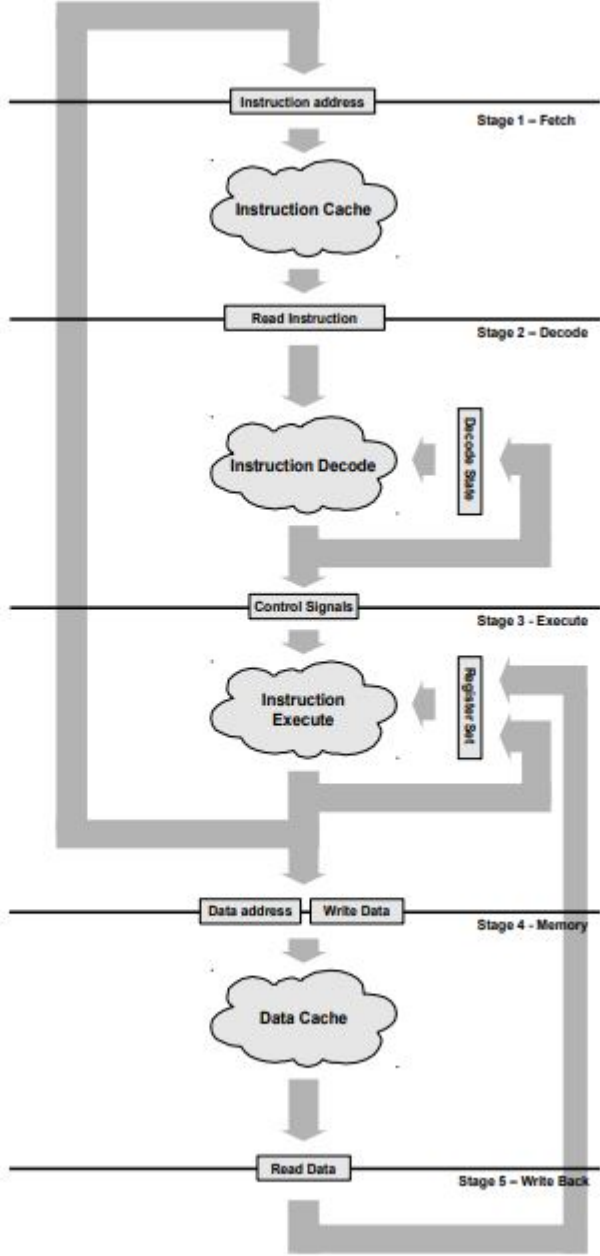 Instruction address
Stage 1 – Fetch
Instruction Cache
Read Instruction
Stage 2 – Decode
Instruction Decode
Decode State
Control Signals
Stage 3 - Execute
Instruction
Execute
Register Set
Data address
Write Data
Stage 4 - Memory
Data Cache
Read Data
Stage 5 – Write Back